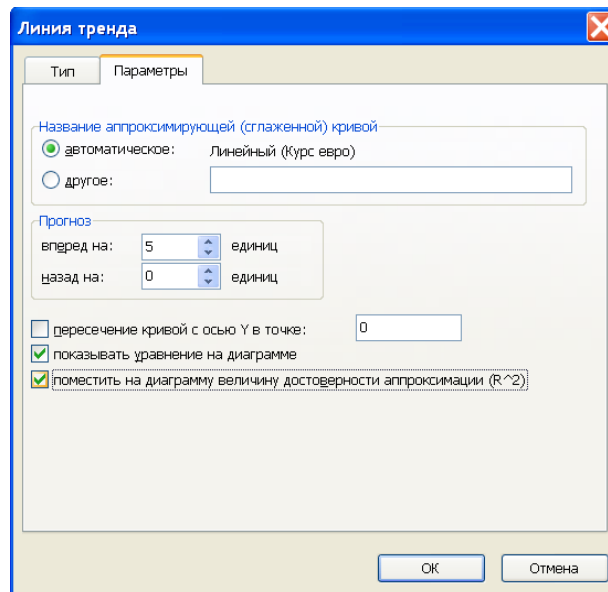 Линия тренда
Тип Параметры
Название аппроксимирующей (сглаженной) кривой
автоматическое: Линейный (Курс евро)
другое:
Прогноз
вперед на: 5 единиц
назад на: 0 единиц
пересечение кривой с осью Y в точке: 0
показывать уравнение на диаграмме
поместить на диаграмму величину достоверности аппроксимации (R^2)
ОК Отмена